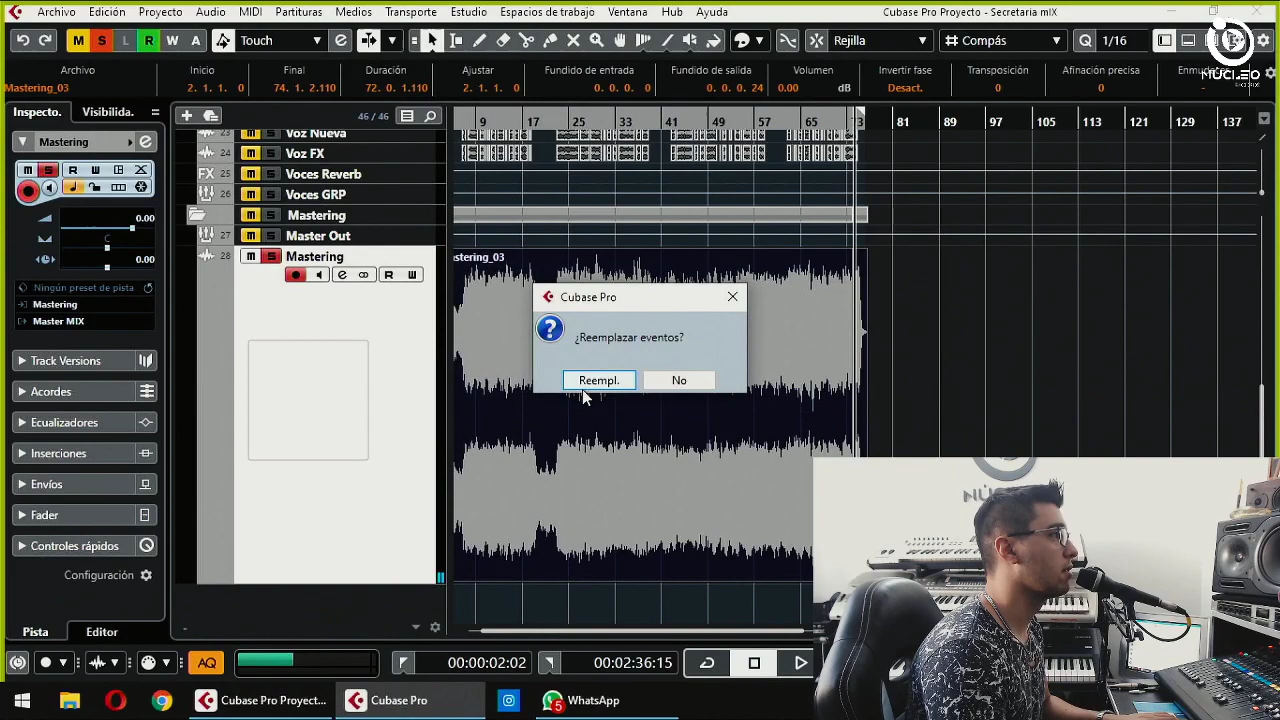 Archivo Edición Proyecto Audio MIDI Partituras Medios Transporte Estudio Espacios de trabajo Ventana Hub Ayuda Cubase Pro Proyecto - Secretaria mIX
M S L R W A Touch Rejilla Compás Q 1/16
NÚCLEO
Archivo Inicio Final Duración Ajustar Fundido de entrada Fundido de salida Volumen Invertir fase Transposición Afinación precisa
Mastering_03 2. 1. 1. 0 74. 1. 2.110 72. 0. 1.110 2. 1. 1. 0 0. 0. 0. 0 0. 0. 0. 24 0.00 dB Desact. 0 0 -
Inspecto. Visibilida. 46 / 46 9 17 25 33 41 49 57 65 73 81 89 97 105 113 121 129 137
23 Voz Nueva
Mastering
24 Voz FX
m S R W
FX Voces Reverb 25
26 Voces GRP
m S Mastering
0.00
27 m S Master Out
C
28 m S Mastering
0.00
R W
stering_03
Ningún preset de pista
Mastering
Master MIX
Cubase Pro
¿Reemplazar eventos?
Reempl. No
Track Versions
Acordes
Ecualizadores
Inserciones
Envíos
Fader
Controles rápidos
Configuración
Pista Editor
AQ 00:00:02:02 00:02:36:15
Cubase Pro Proyect... Cubase Pro 5 WhatsApp